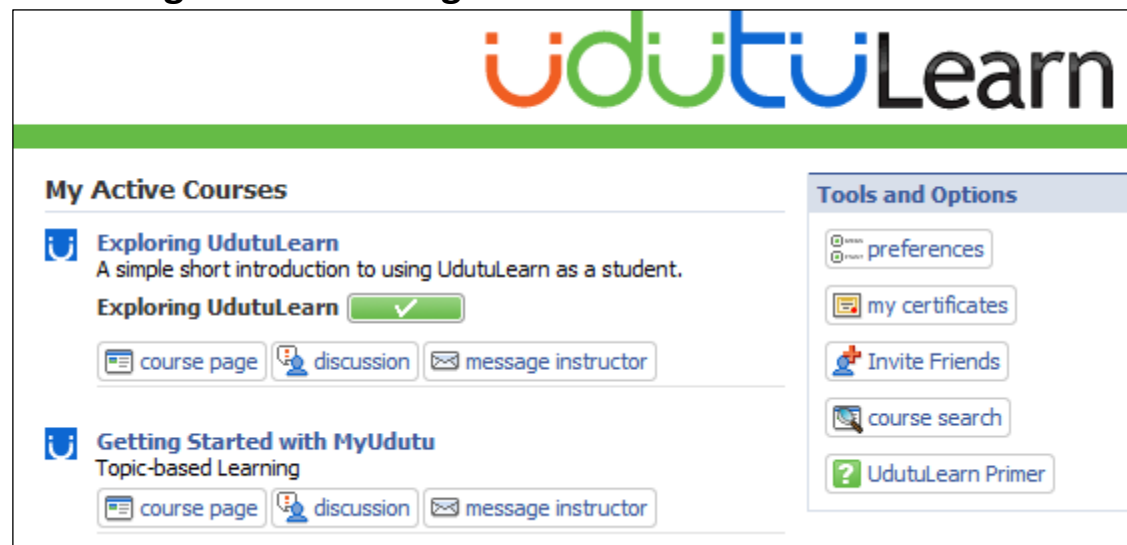 UdutuLearn
My Active Courses
Exploring UdutuLearn
A simple short introduction to using UdutuLearn as a student.
Exploring UdutuLearn
course page discussion message instructor
Getting Started with MyUdutu
Topic-based Learning
course page discussion message instructor
Tools and Options
preferences
my certificates
Invite Friends
course search
UdutuLearn Primer